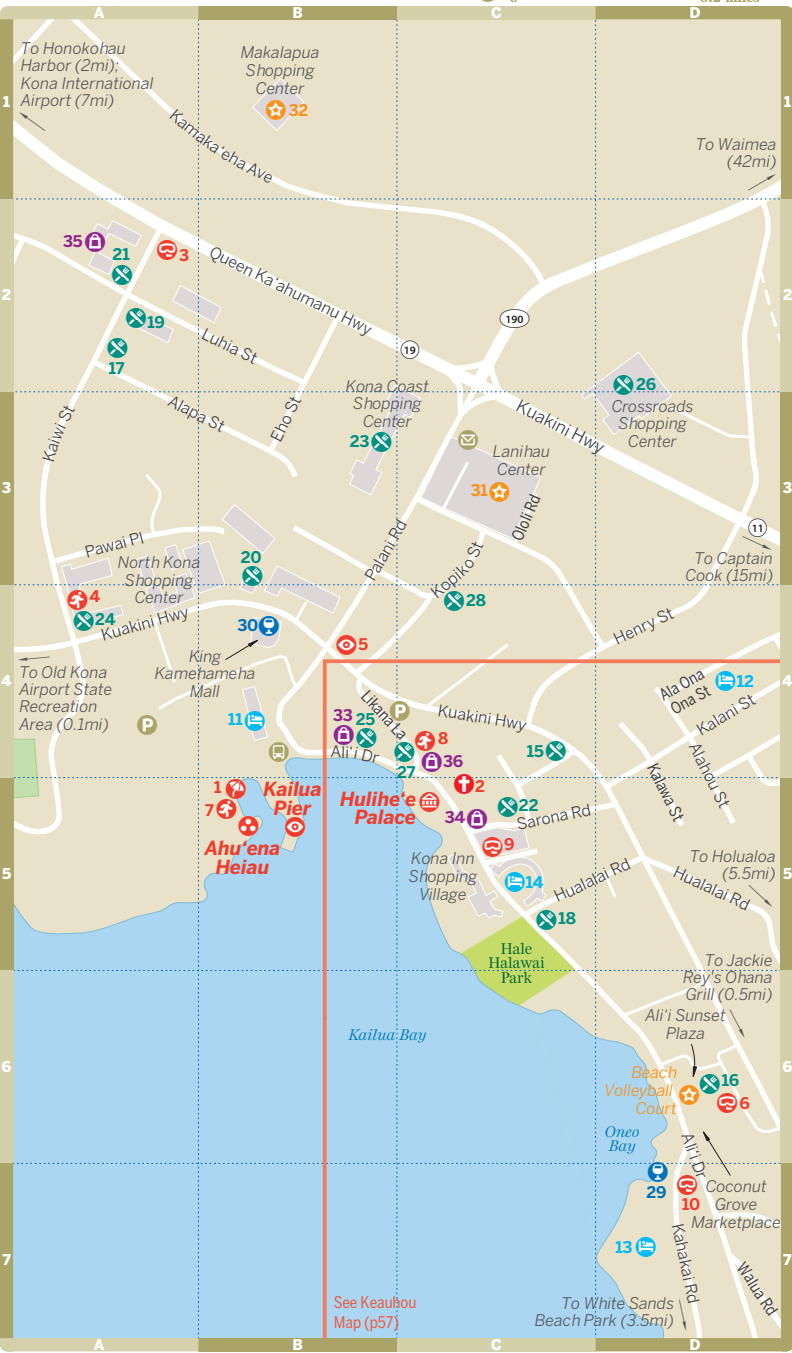 A
B
C
D
To Honokohau
Harbor (2mi);
Kona International
Airport (7mi)
Makalapua
Shopping
Center
32
1
1
Kamaka‘eha Ave
To Waimea
(42mi)
35
21
3
Queen Ka‘ahumanu Hwy
2
2
19
190
Luhia St
19
17
26
Kona Coast
Shopping
Center
Crossroads
Shopping
Center
Kuakini Hwy
Alapa St
Eho St
Kaiwi St
23
Lanihau
Center
31
3
3
Ololi Rd
11
Pawai Pl
Palani Rd
Kopiko St
To Captain
Cook (15mi)
North Kona
Shopping
Center
20
4
24
28
Kuakini Hwy
30
5
Henry St
King
Kamehameha
Mall
To Old Kona
Airport State
Recreation
Area (0.1mi)
4
4
12
Ala Ona
Ona St
Kalani St
P
11
P
Likana La
Kuakini Hwy
33
25
8
15
Ali‘i Dr
27
36
Alahou St
Kalawa St
1
7
Kailua
Pier
Hulihe‘e
Palace
2
22
34
Sarona Rd
Ahu‘ena
Heiau
9
Kona Inn
Shopping
Village
14
Hualalai Rd
5
5
To Holualoa
(5.5mi)
Hualalai Rd
18
Hale
Halawai
Park
To Jackie
Rey's Ohana
Grill (0.5mi)
Kailua Bay
Ali‘i Sunset
Plaza
6
6
Beach
Volleyball
Court
16
6
Oneo
Bay
Ali‘i Dr
29
10
Coconut
Grove
Marketplace
13
7
7
Kahakai Rd
Walua Rd
See Keauhou
Map (p57)
To White Sands
Beach Park (3.5mi)
A
B
C
D